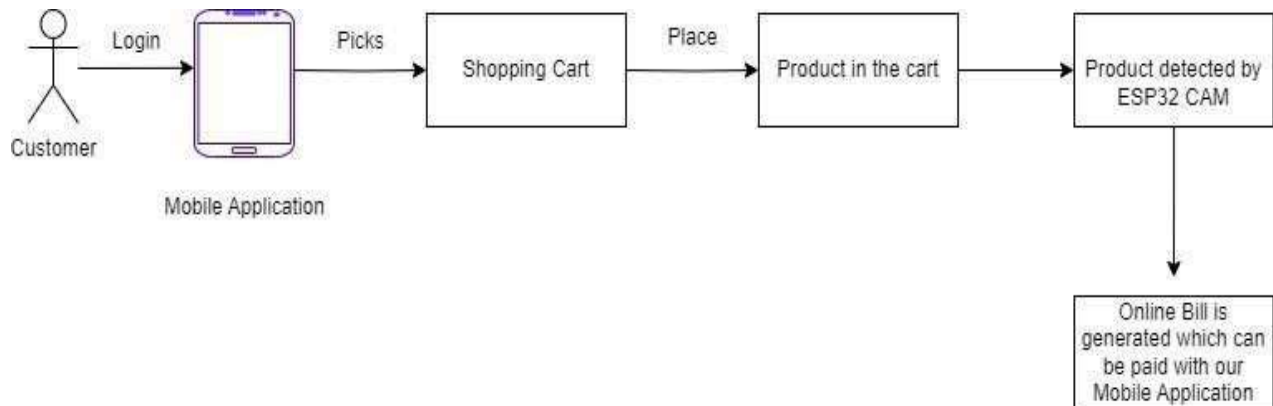 Login
Picks
Place
Shopping Cart
Product in the cart
Product detected by
ESP32 CAM
Customer
Mobile Application
Online Bill is
generated which can
be paid with our
Mobile Application